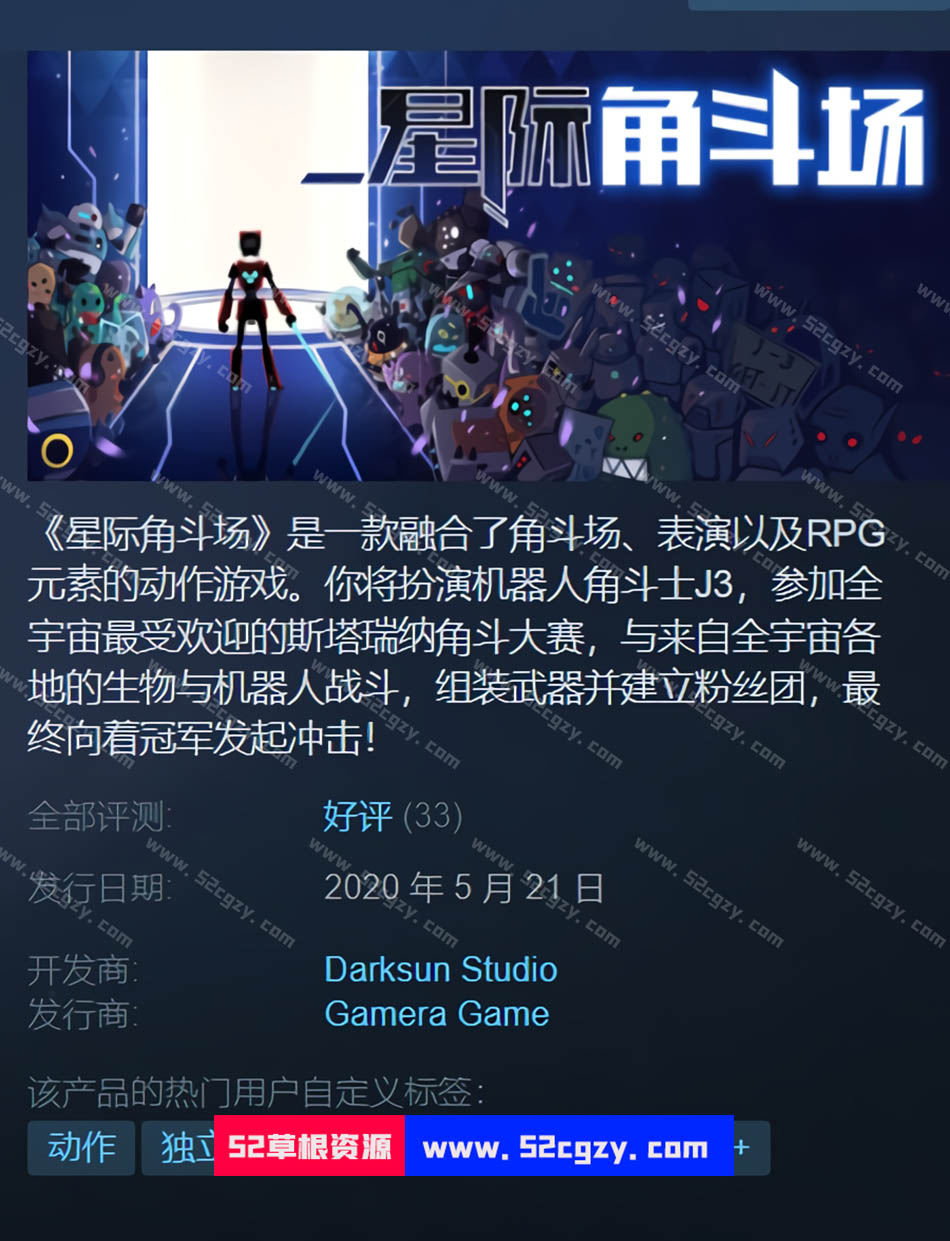 星际角斗场
《星际角斗场》是一款融合了角斗场、表演以及RPG
元素的动作游戏。你将扮演机器人角斗士J3，参加全
宇宙最受欢迎的斯塔瑞纳角斗大赛，与来自全宇宙各
地的生物与机器人战斗，组装武器并建立粉丝团，最
终向着冠军发起冲击！
全部评测: 好评 (33)
发行日期: 2020 年 5 月 21 日
开发商: Darksun Studio
发行商: Gamera Game
该产品的热门用户自定义标签:
动作 独立 +
52草根资源 www.52cgzy.com
www.52cgzy.com